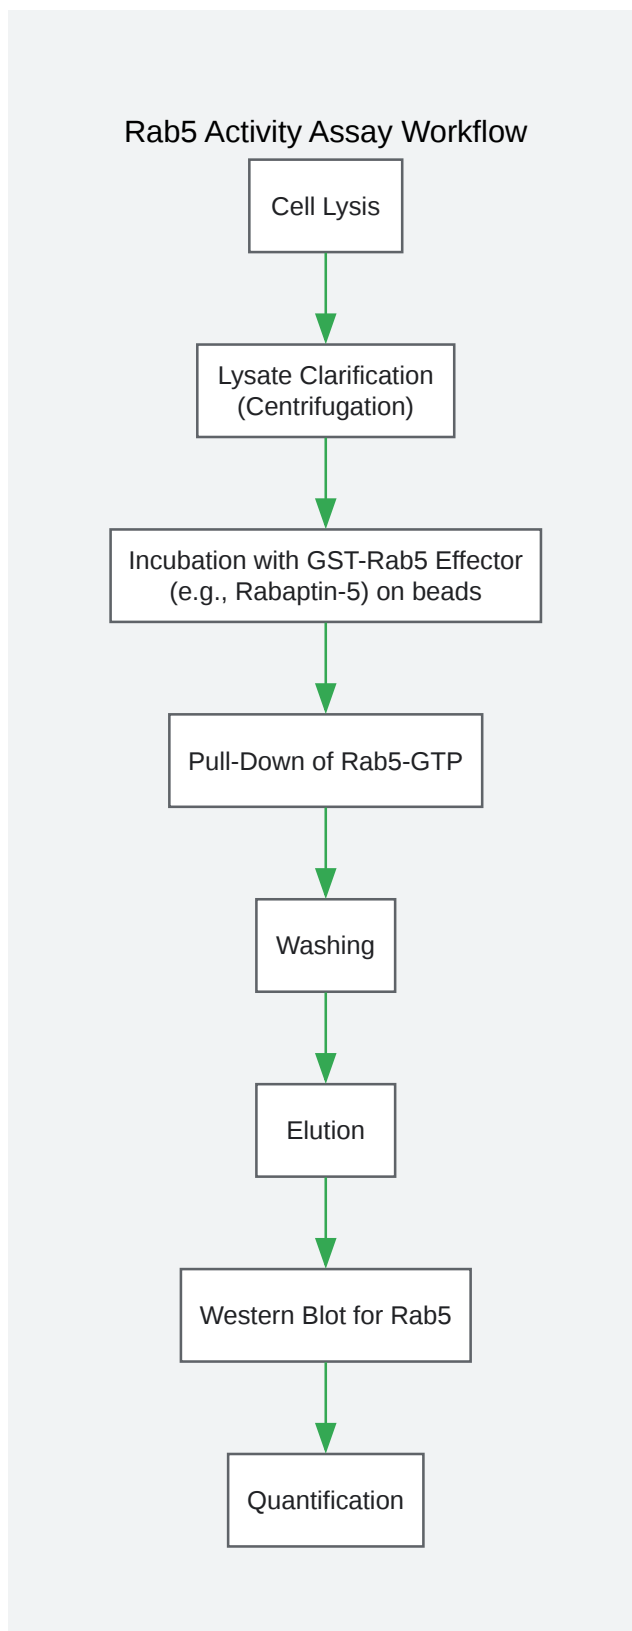 Rab5 Activity Assay Workflow
Cell Lysis
Lysate Clarification
(Centrifugation)
Incubation with GST-Rab5 Effector
(e.g., Rabaptin-5) on beads
Pull-Down of Rab5-GTP
Washing
Elution
Western Blot for Rab5
Quantification